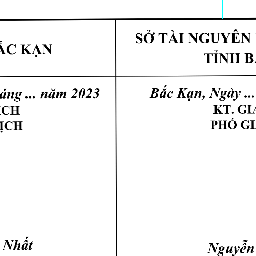 ẮC KẠN
SỞ TÀI NGUYÊN
TỈNH B
áng ... năm 2023
ỊCH
ỊCH
Nhất
Bắc Kạn, Ngày ...
KT. GIÁ
PHÓ GI
Nguyễn